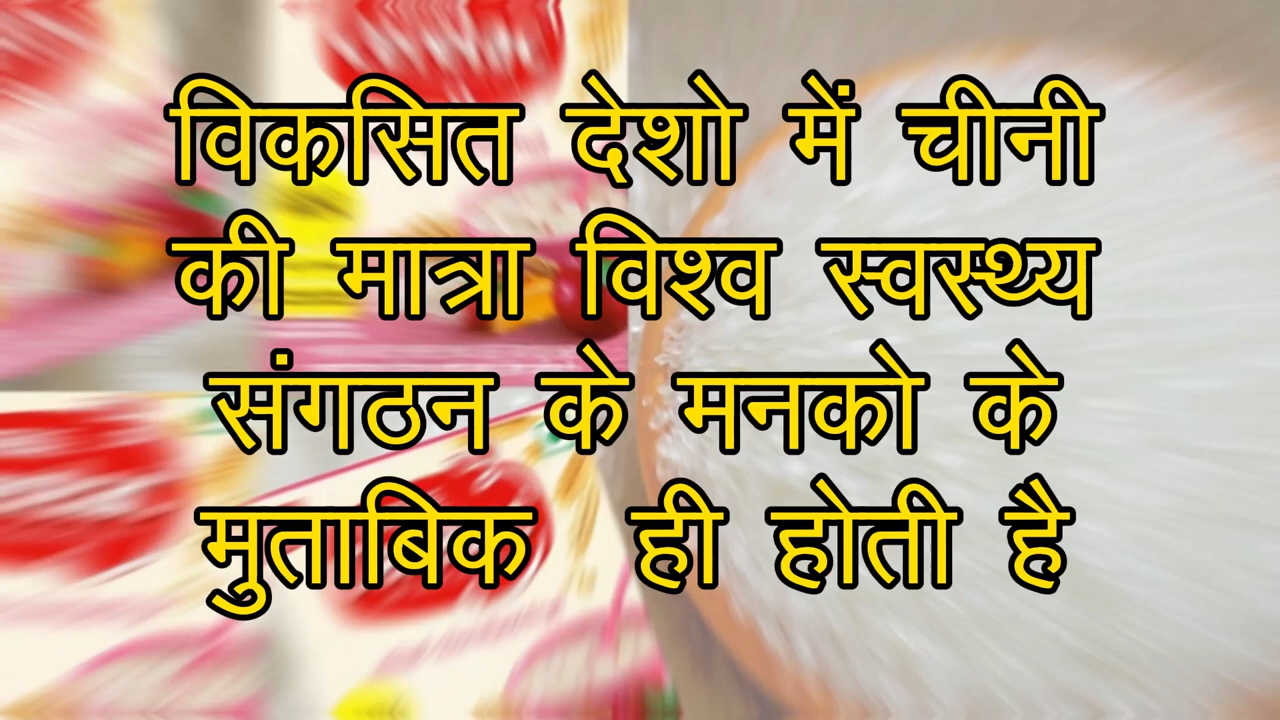 विकसित देशो में चीनी
की मात्रा विश्व स्वस्थ्य
संगठन के मनको के
मुताबिक ही होती है